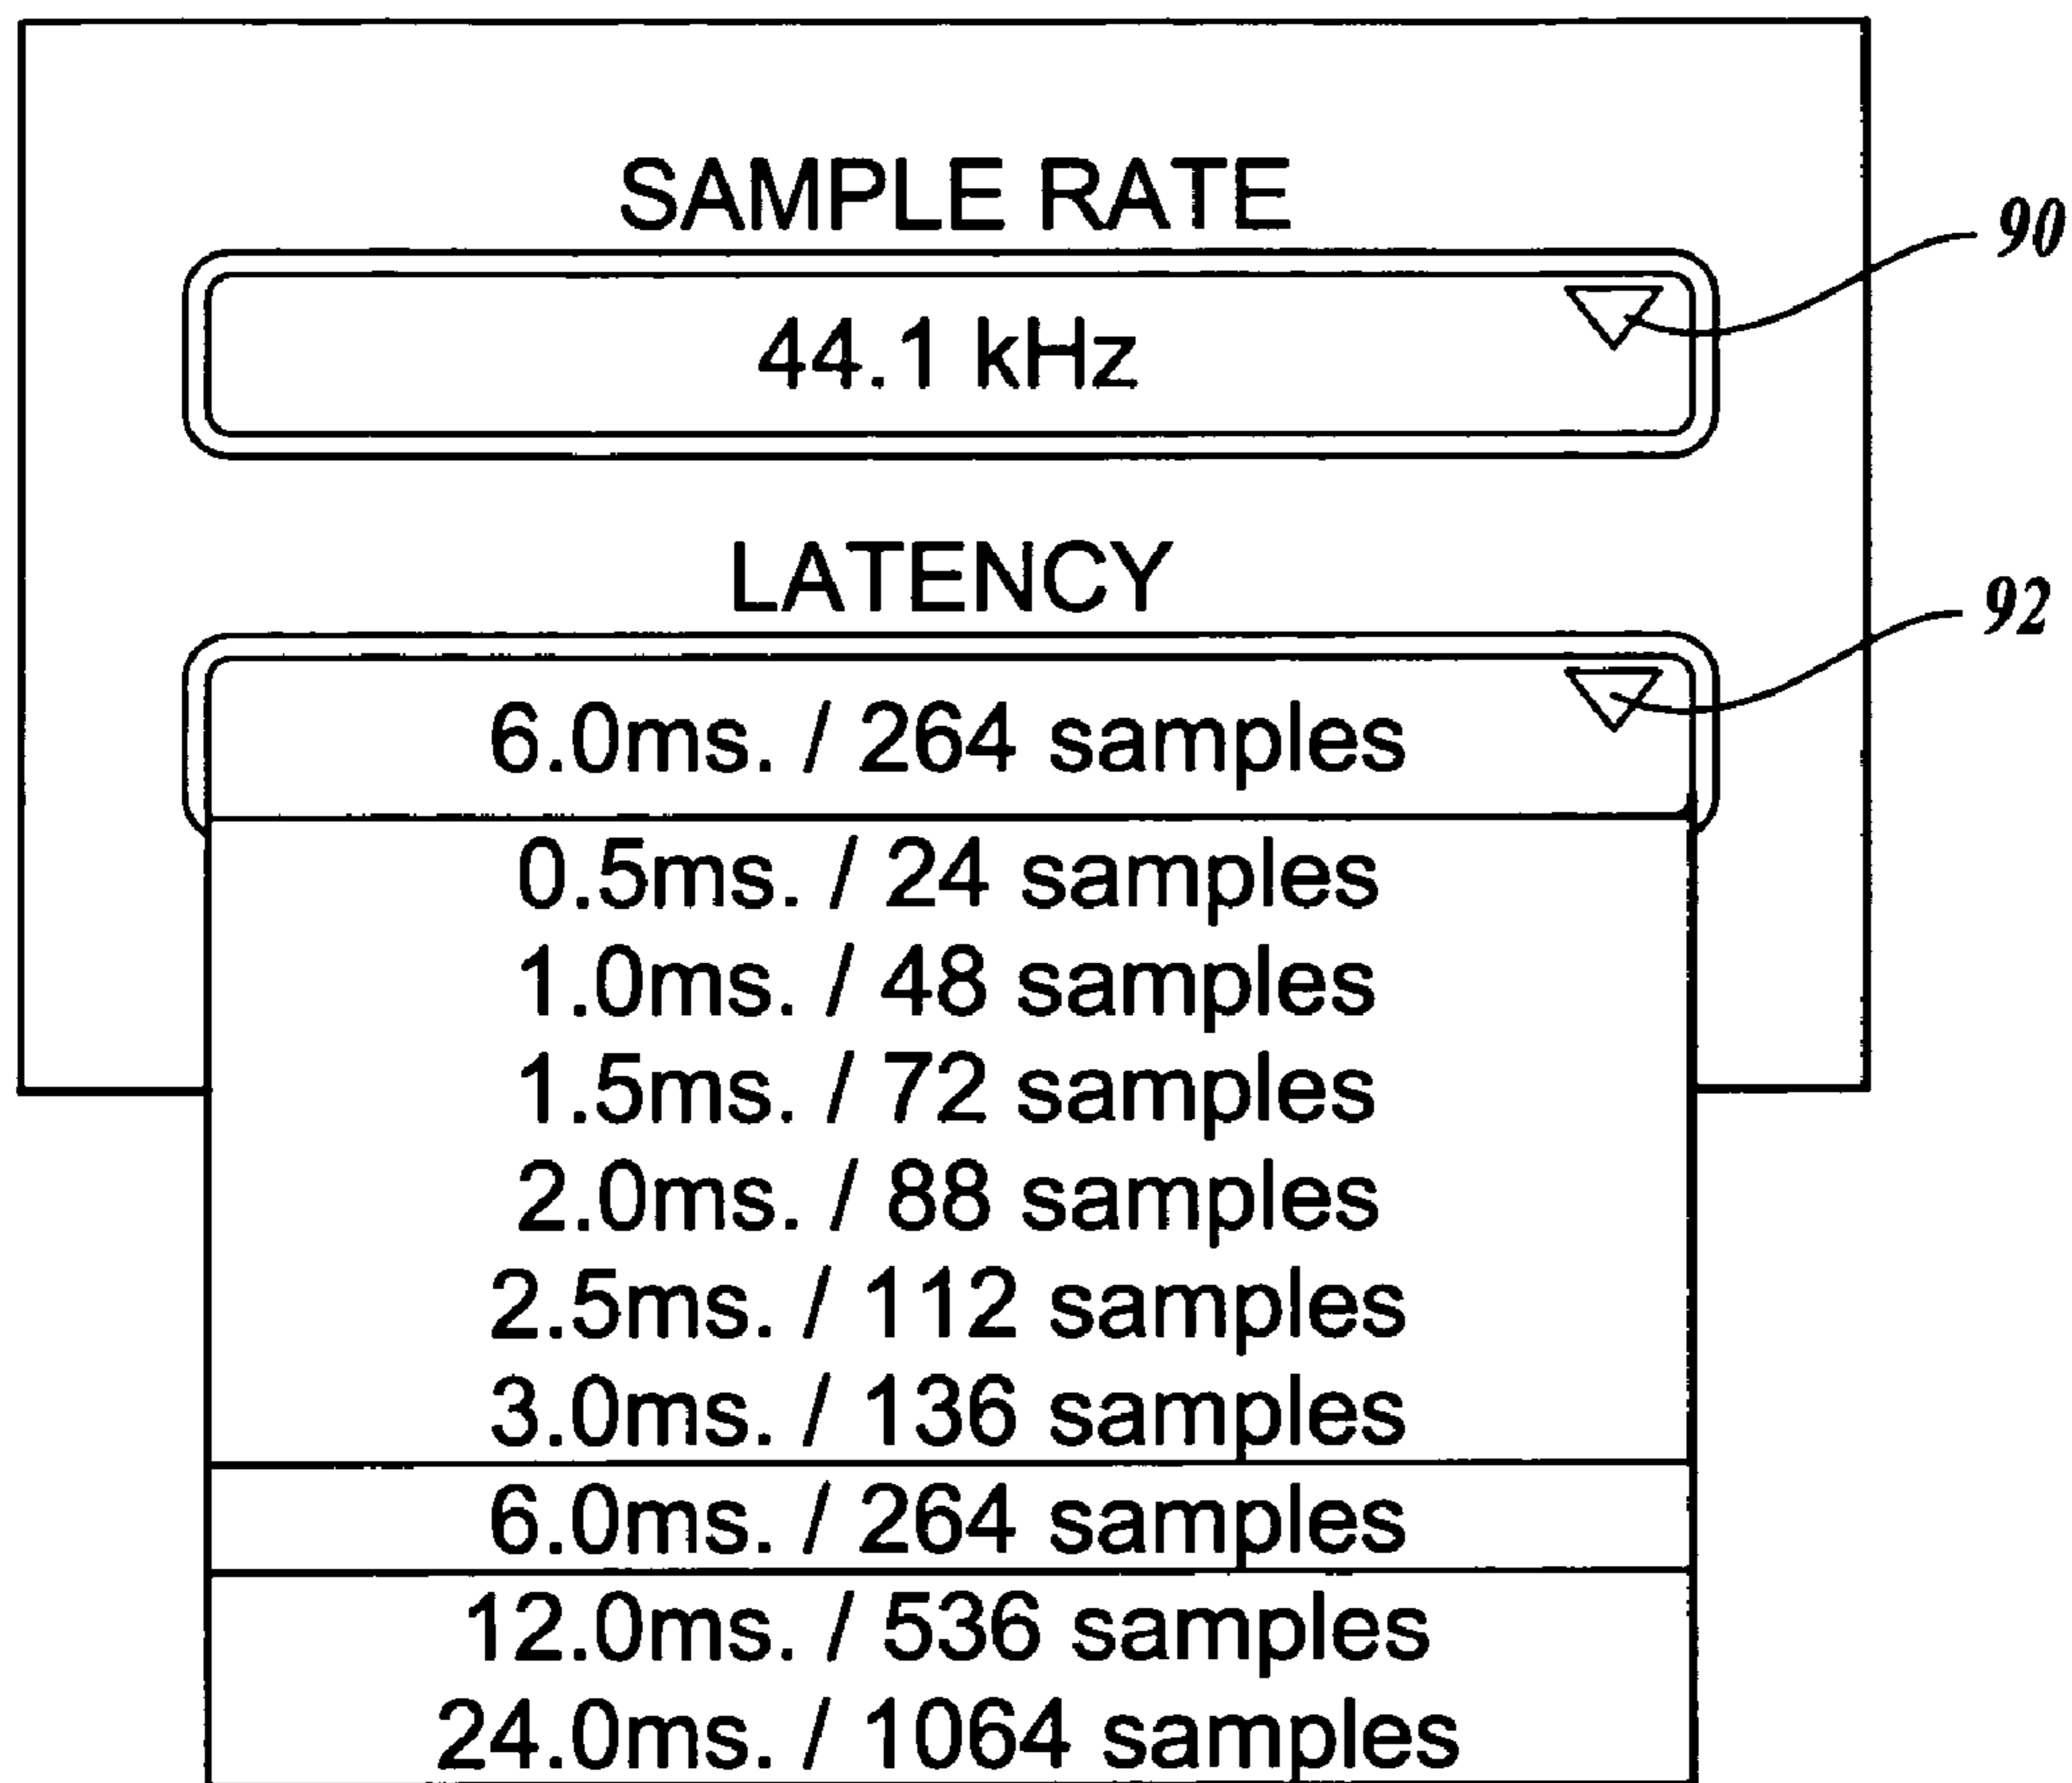 SAMPLE RATE
90
44.1 kHz
LATENCY
92
6.0ms. / 264 samples
0.5ms. / 24 samples
1.0ms. / 48 samples
1.5ms. / 72 samples
2.0ms. / 88 samples
2.5ms. / 112 samples
3.0ms. / 136 samples
6.0ms. / 264 samples
12.0ms. / 536 samples
24.0ms. / 1064 samples